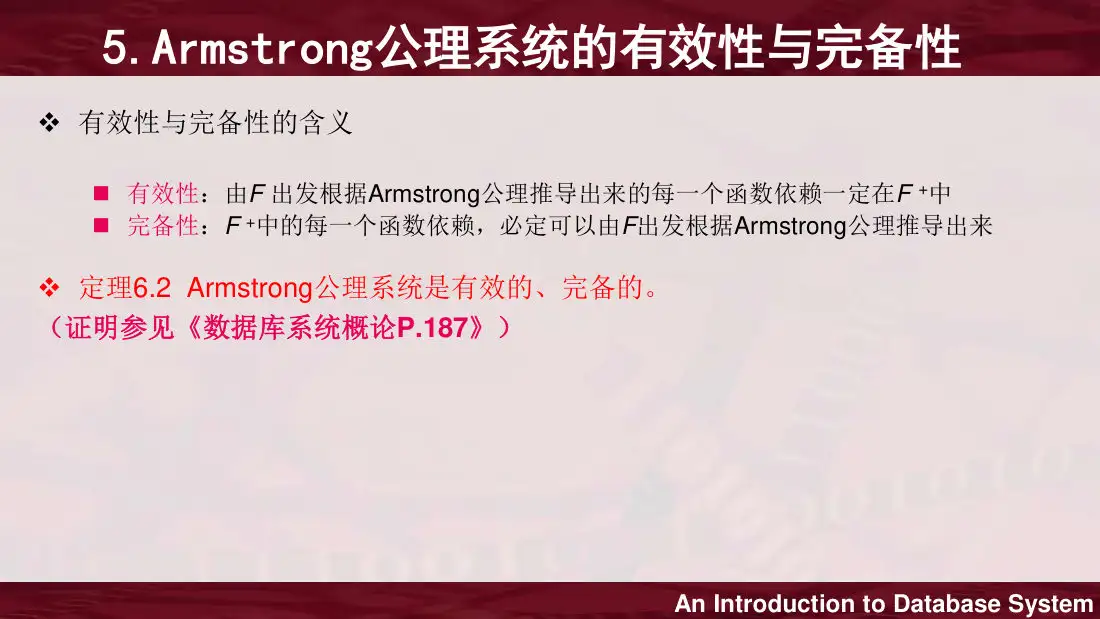 5.Armstrong公理系统的有效性与完备性
有效性与完备性的含义
有效性：由F 出发根据Armstrong公理推导出来的每一个函数依赖一定在F +中
完备性：F +中的每一个函数依赖，必定可以由F出发根据Armstrong公理推导出来
定理6.2 Armstrong公理系统是有效的、完备的。
（证明参见《数据库系统概论P.187》）
An Introduction to Database System